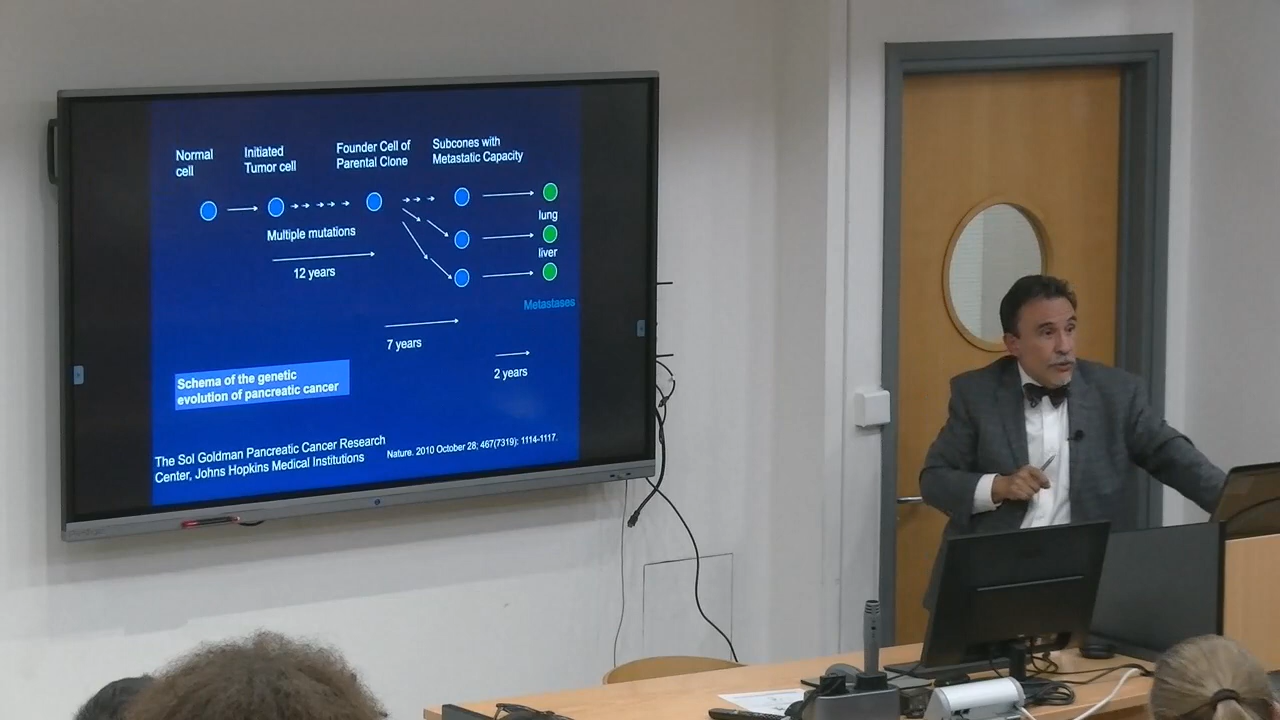 Normal
cell
Initiated
Tumor cell
Founder Cell of
Parental Clone
Subcones with
Metastatic Capacity
lung
Multiple mutations
liver
12 years
Metastases
7 years
2 years
Schema of the genetic
evolution of pancreatic cancer
The Sol Goldman Pancreatic Cancer Research
Center, Johns Hopkins Medical Institutions
Nature. 2010 October 28; 467(7319): 1114-1117.